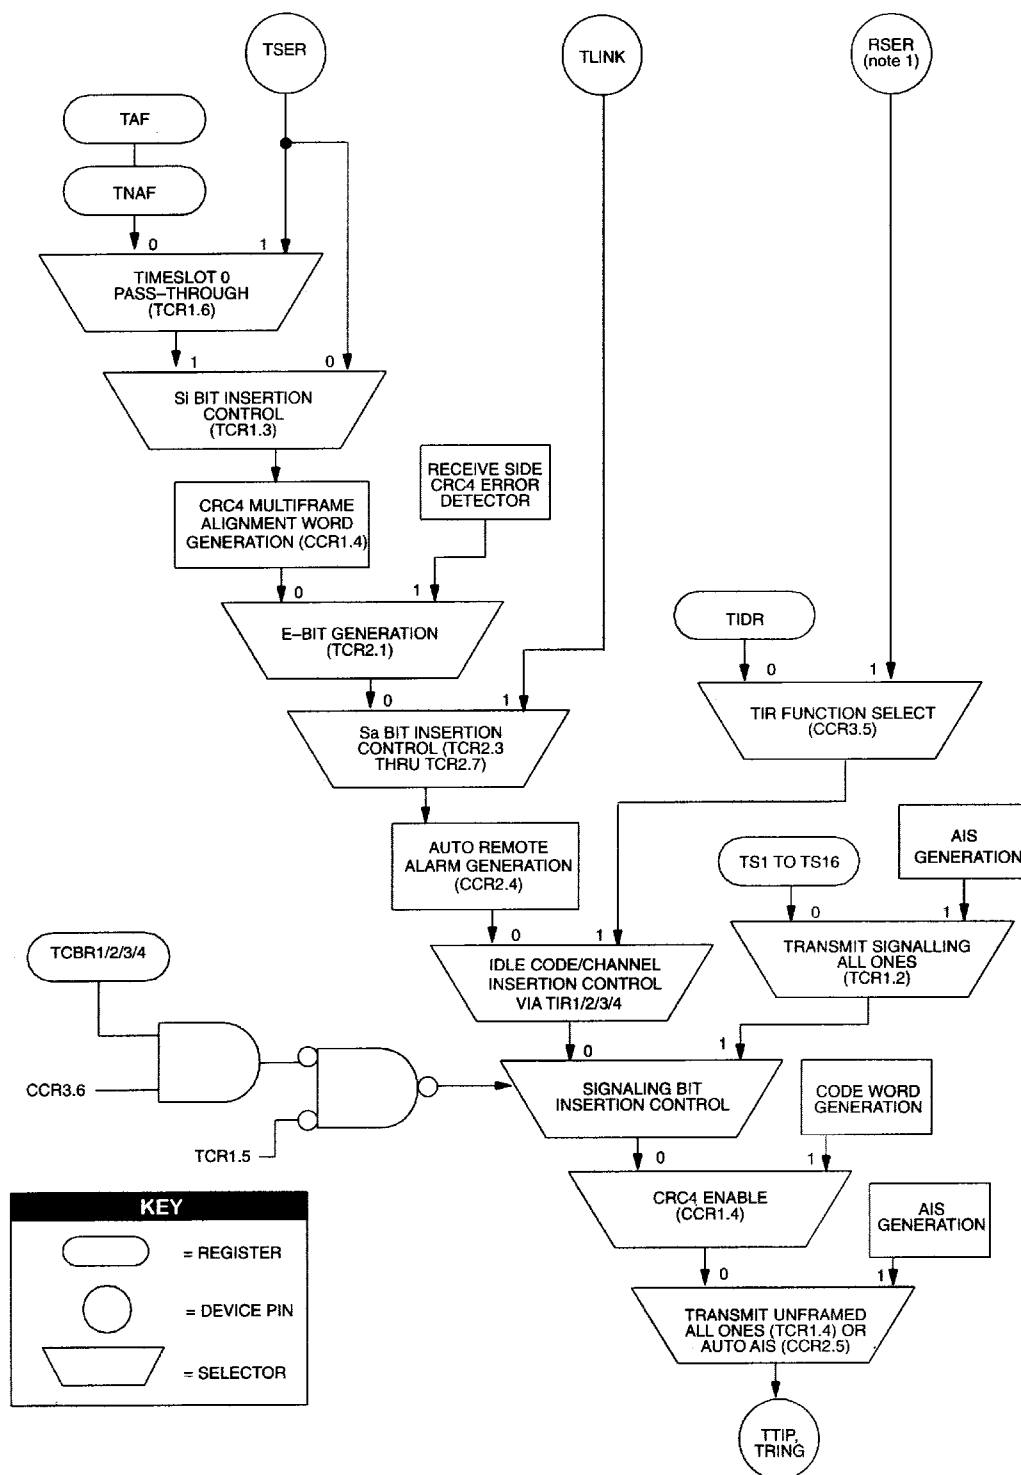 TSER
TLINK
RSER
(note 1)
TAF
TNAF
0
1
TIMESLOT 0
PASS–THROUGH
(TCR1.6)
1
0
Si BIT INSERTION
CONTROL
(TCR1.3)
RECEIVE SIDE
CRC4 ERROR
DETECTOR
CRC4 MULTIFRAME
ALIGNMENT WORD
GENERATION (CCR1.4)
0
1
E–BIT GENERATION
(TCR2.1)
TIDR
0
1
TIR FUNCTION SELECT
(CCR3.5)
0
1
Sa BIT INSERTION
CONTROL (TCR2.3
THRU TCR2.7)
AUTO REMOTE
ALARM GENERATION
(CCR2.4)
TS1 TO TS16
AIS
GENERATION
0
1
TRANSMIT SIGNALLING
ALL ONES
(TCR1.2)
0
1
IDLE CODE/CHANNEL
INSERTION CONTROL
VIA TIR1/2/3/4
TCBR1/2/3/4
CCR3.6
TCR1.5
0
1
SIGNALING BIT
INSERTION CONTROL
CODE WORD
GENERATION
0
1
CRC4 ENABLE
(CCR1.4)
AIS
GENERATION
0
1
TRANSMIT UNFRAMED
ALL ONES (TCR1.4) OR
AUTO AIS (CCR2.5)
TTIP,
TRING
KEY
= REGISTER
= DEVICE PIN
= SELECTOR